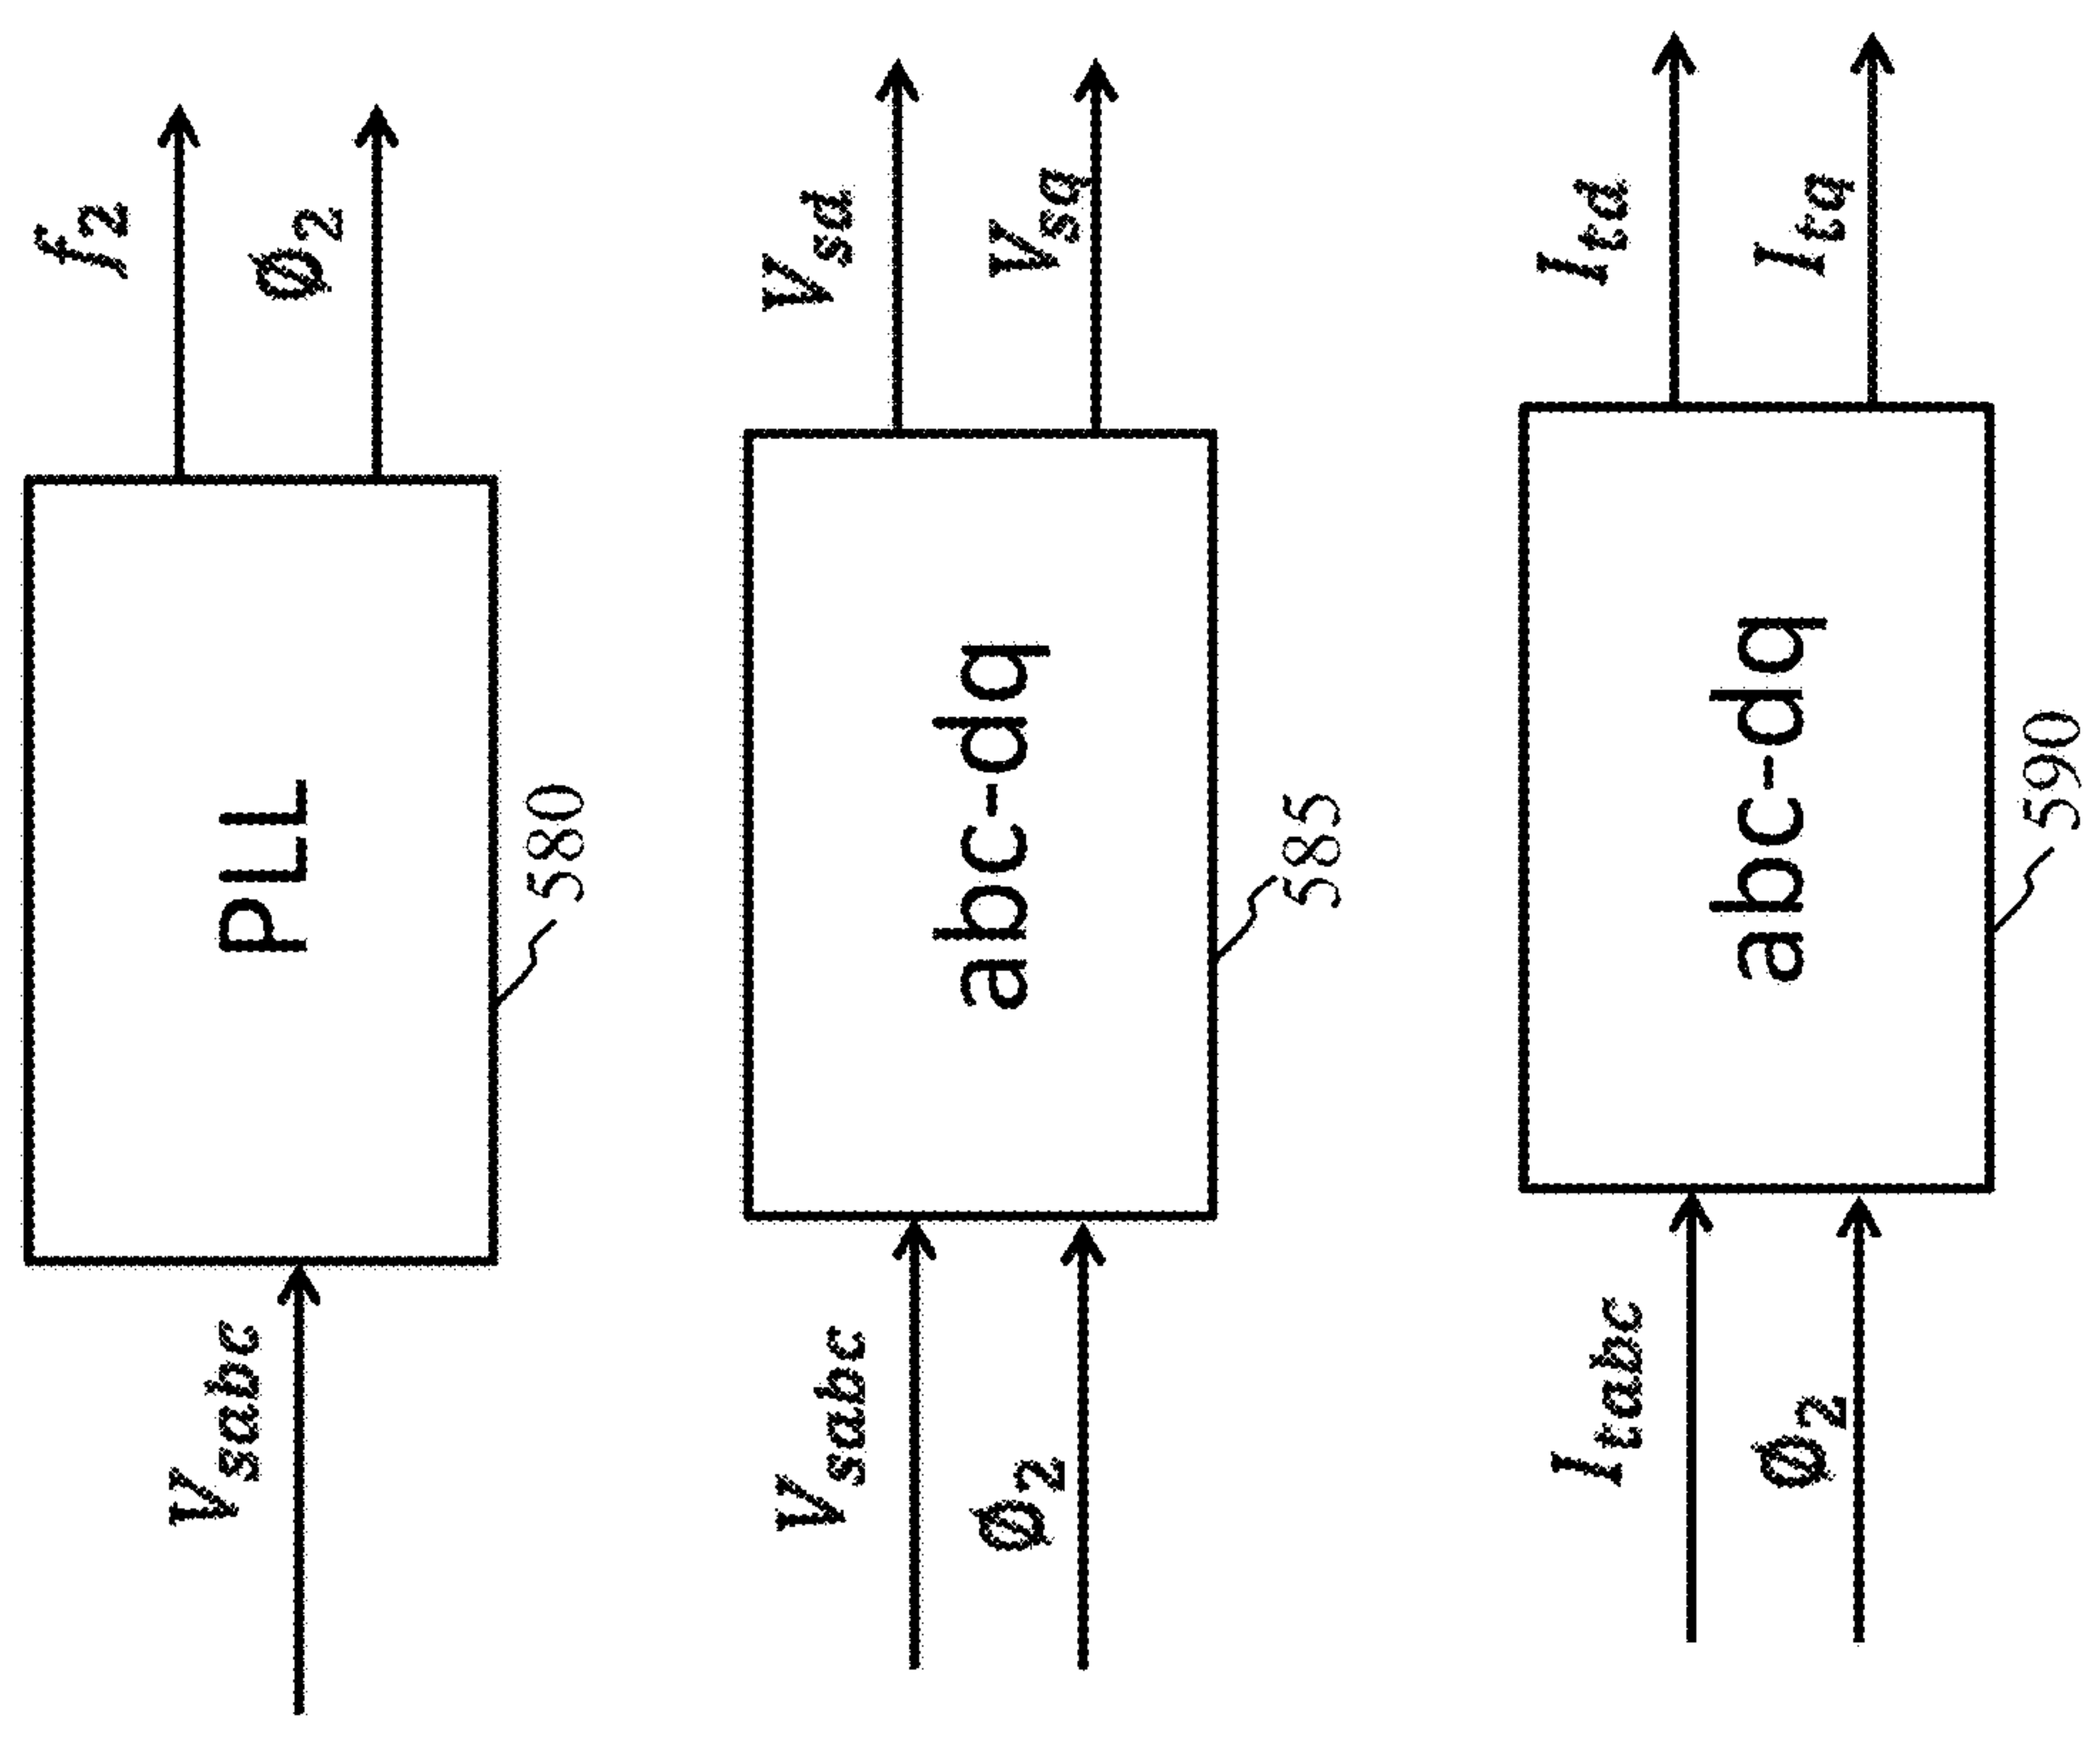 V_sabc
PLL
f_2
ϕ_2
580
V_sabc
ϕ_2
abc-dq
V_sd
V_sq
585
I_tabc
ϕ_2
abc-dq
I_td
I_tq
590